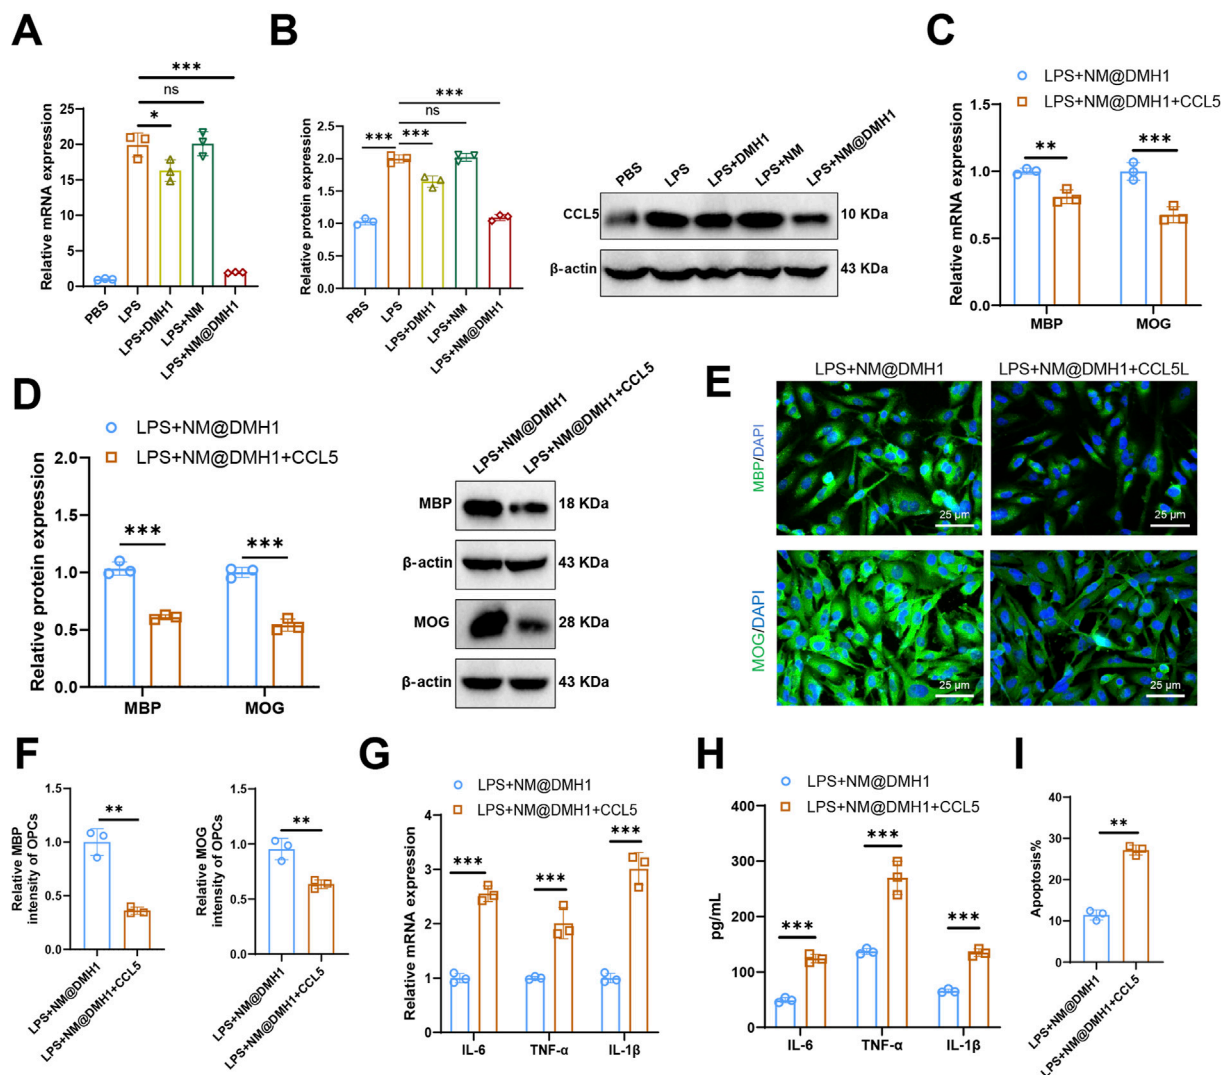 A
Relative mRNA expression
25
20
15
10
5
0
***
ns
*
PBS
LPS
LPS+DMH1
LPS+NM
LPS+NM@DMH1
B
Relative protein expression
2.5
2.0
1.5
1.0
0.5
0.0
***
ns
*** ***
PBS
LPS
LPS+DMH1
LPS+NM
LPS+NM@DMH1
PBS
LPS
LPS+DMH1
LPS+NM
LPS+NM@DMH1
CCL5 10 KDa
β-actin 43 KDa
C
LPS+NM@DMH1
LPS+NM@DMH1+CCL5
Relative mRNA expression
1.5
1.0
0.5
0.0
** ***
MBP MOG
D
LPS+NM@DMH1
LPS+NM@DMH1+CCL5
Relative protein expression
2.0
1.5
1.0
0.5
0.0
*** ***
MBP MOG
LPS+NM@DMH1
LPS+NM@DMH1+CCL5
MBP 18 KDa
β-actin 43 KDa
MOG 28 KDa
β-actin 43 KDa
E
LPS+NM@DMH1 LPS+NM@DMH1+CCL5L
MBP/DAPI
25 μm 25 μm
MOG/DAPI
25 μm 25 μm
F
Relative MBP
intensity of OPCs
1.5
1.0
0.5
0.0
**
LPS+NM@DMH1
LPS+NM@DMH1+CCL5
Relative MOG
intensity of OPCs
1.5
1.0
0.5
0.0
**
LPS+NM@DMH1
LPS+NM@DMH1+CCL5
G
LPS+NM@DMH1
LPS+NM@DMH1+CCL5
Relative mRNA expression
4
3
2
1
0
*** *** ***
IL-6 TNF-α IL-1β
H
LPS+NM@DMH1
LPS+NM@DMH1+CCL5
pg/mL
400
300
200
100
0
*** *** ***
IL-6 TNF-α IL-1β
I
Apoptosis%
40
30
20
10
0
**
LPS+NM@DMH1
LPS+NM@DMH1+CCL5